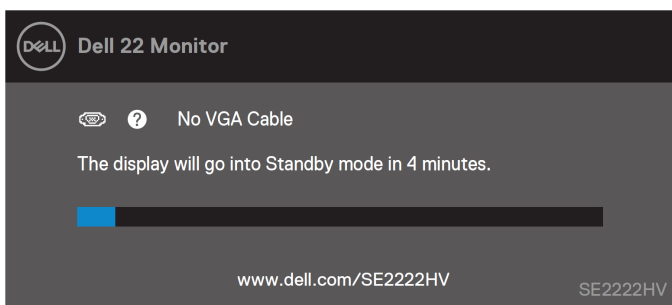 DELL
Dell 22 Monitor
? No VGA Cable
The display will go into Standby mode in 4 minutes.
www.dell.com/SE2222HV
SE2222HV